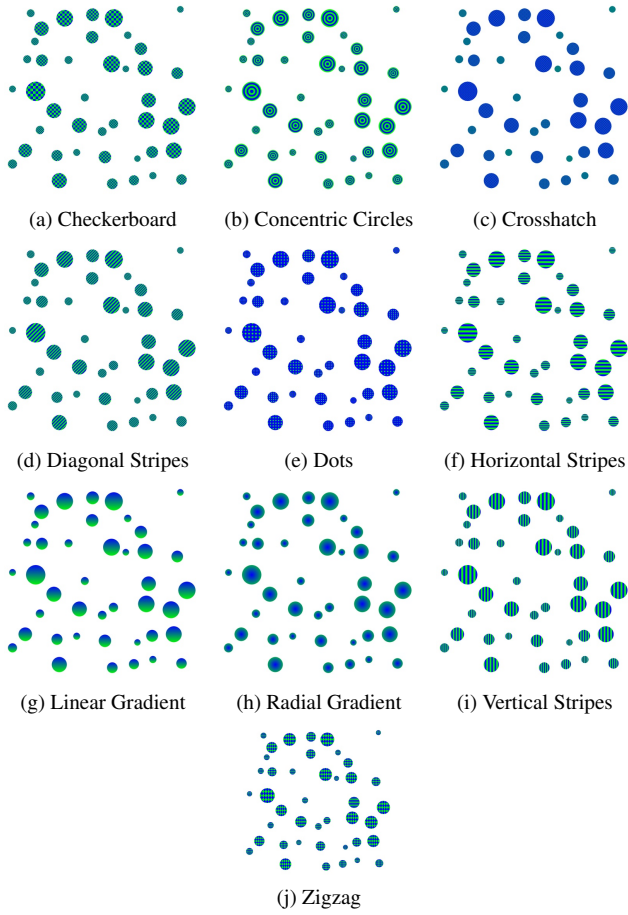 (a) Checkerboard
(b) Concentric Circles
(c) Crosshatch
(d) Diagonal Stripes
(e) Dots
(f) Horizontal Stripes
(g) Linear Gradient
(h) Radial Gradient
(i) Vertical Stripes
(j) Zigzag